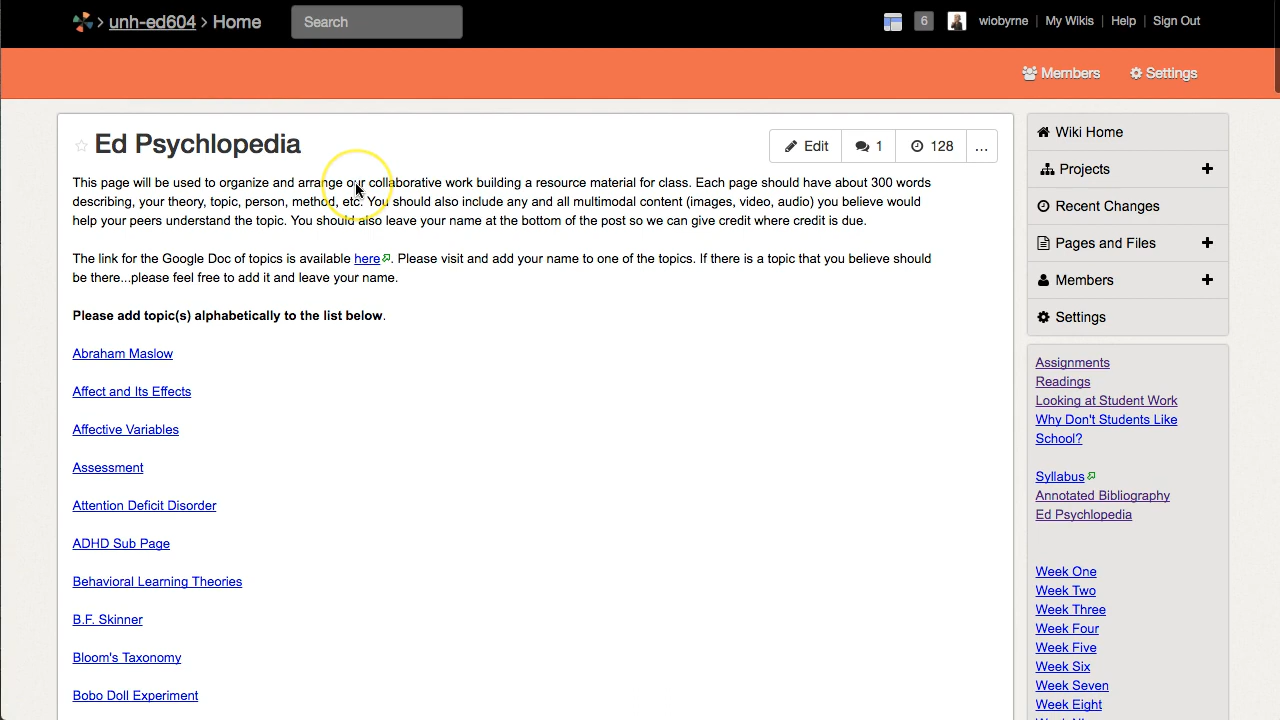 unh-ed604 > Home
Search
6
wiobyrne
My Wikis
Help
Sign Out
Members
Settings
Ed Psychlopedia
Edit
1
128
...
This page will be used to organize and arrange our collaborative work building a resource material for class. Each page should have about 300 words
describing, your theory, topic, person, method, etc. You should also include any and all multimodal content (images, video, audio) you believe would
help your peers understand the topic. You should also leave your name at the bottom of the post so we can give credit where credit is due.
The link for the Google Doc of topics is available here. Please visit and add your name to one of the topics. If there is a topic that you believe should
be there...please feel free to add it and leave your name.
Please add topic(s) alphabetically to the list below.
Abraham Maslow
Affect and Its Effects
Affective Variables
Assessment
Attention Deficit Disorder
ADHD Sub Page
Behavioral Learning Theories
B.F. Skinner
Bloom's Taxonomy
Bobo Doll Experiment
Wiki Home
Projects
Recent Changes
Pages and Files
Members
Settings
Assignments
Readings
Looking at Student Work
Why Don't Students Like
School?
Syllabus
Annotated Bibliography
Ed Psychlopedia
Week One
Week Two
Week Three
Week Four
Week Five
Week Six
Week Seven
Week Eight